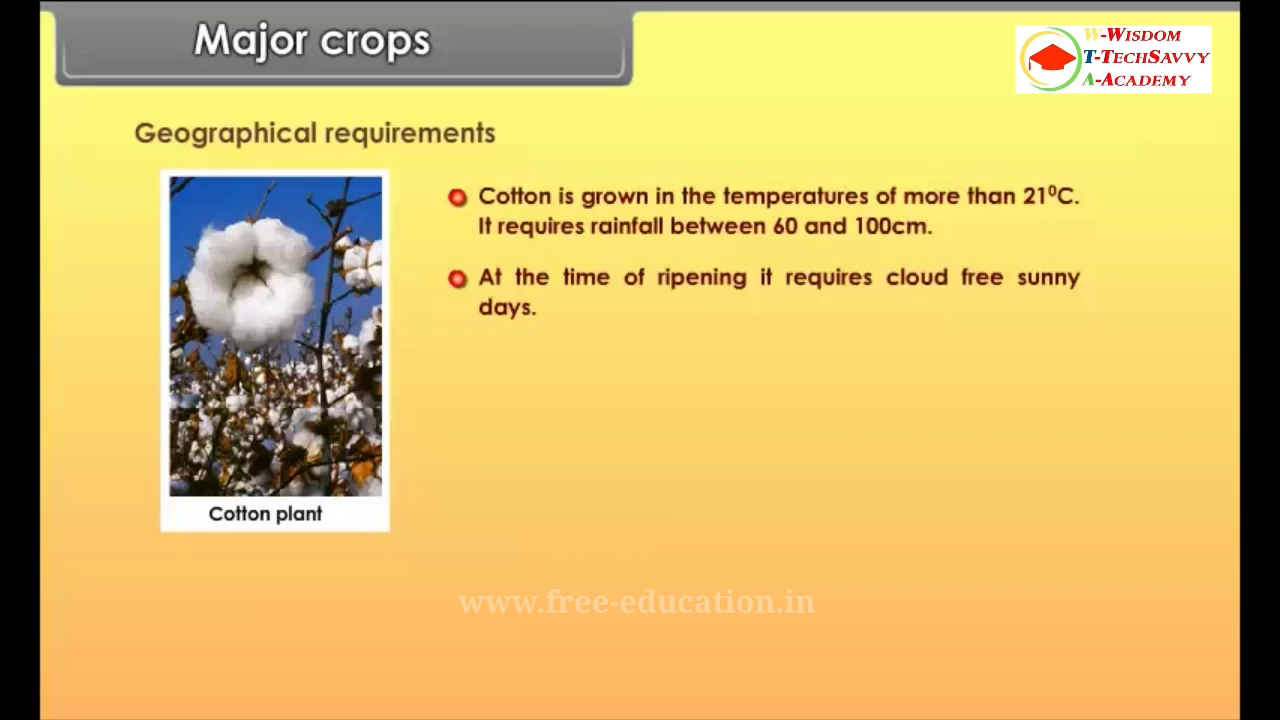 Major crops
W-WISDOM
T-TECHSAVVY
A-ACADEMY
Geographical requirements
Cotton is grown in the temperatures of more than 21⁰C.
It requires rainfall between 60 and 100cm.
At the time of ripening it requires cloud free sunny
days.
Cotton plant
www.free-education.in